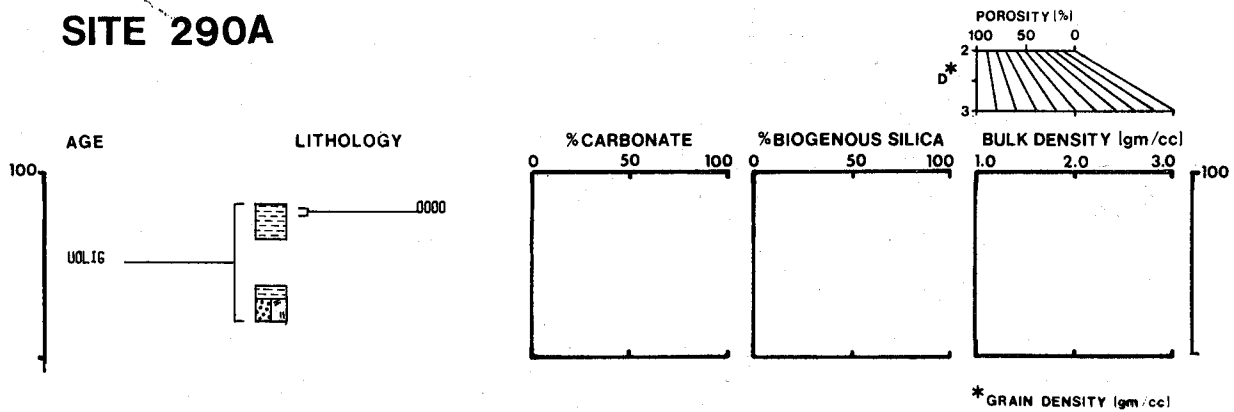 SITE 290A
POROSITY (%)
100 50 0
2
D*
3
AGE LITHOLOGY %CARBONATE %BIOGENOUS SILICA BULK DENSITY (gm/cc)
0 50 100 0 50 100 1.0 2.0 3.0
100 100
0000
UOLIG
*GRAIN DENSITY (gm/cc)